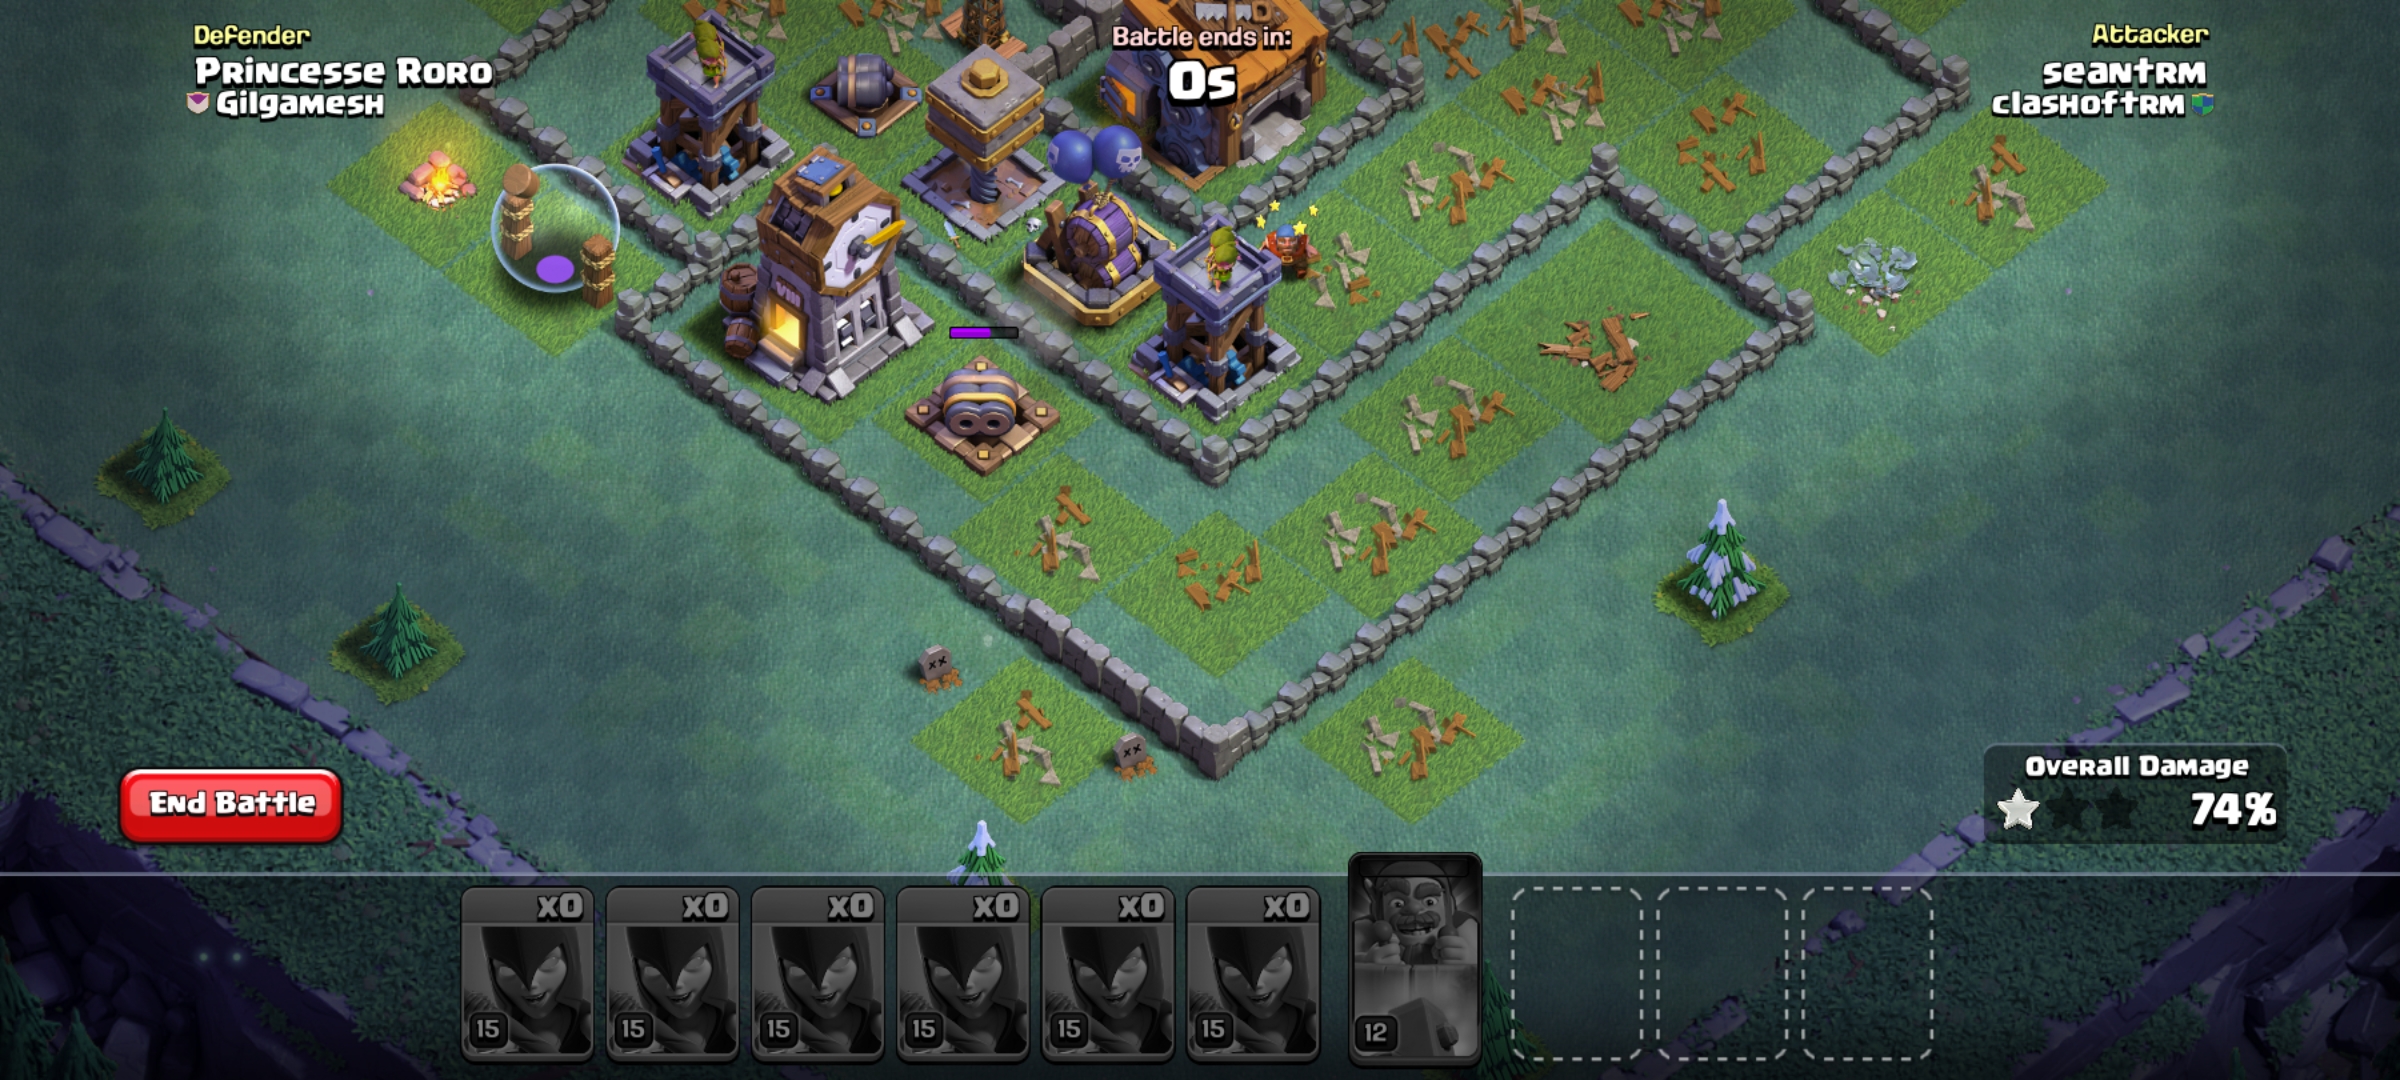 Defender
Princesse Roro
Gilgamesh
Battle ends in:
0s
Attacker
seantrm
clashoftrm
VIII
End Battle
Overall Damage
74%
x0
x0
x0
x0
x0
x0
15
15
15
15
15
15
12